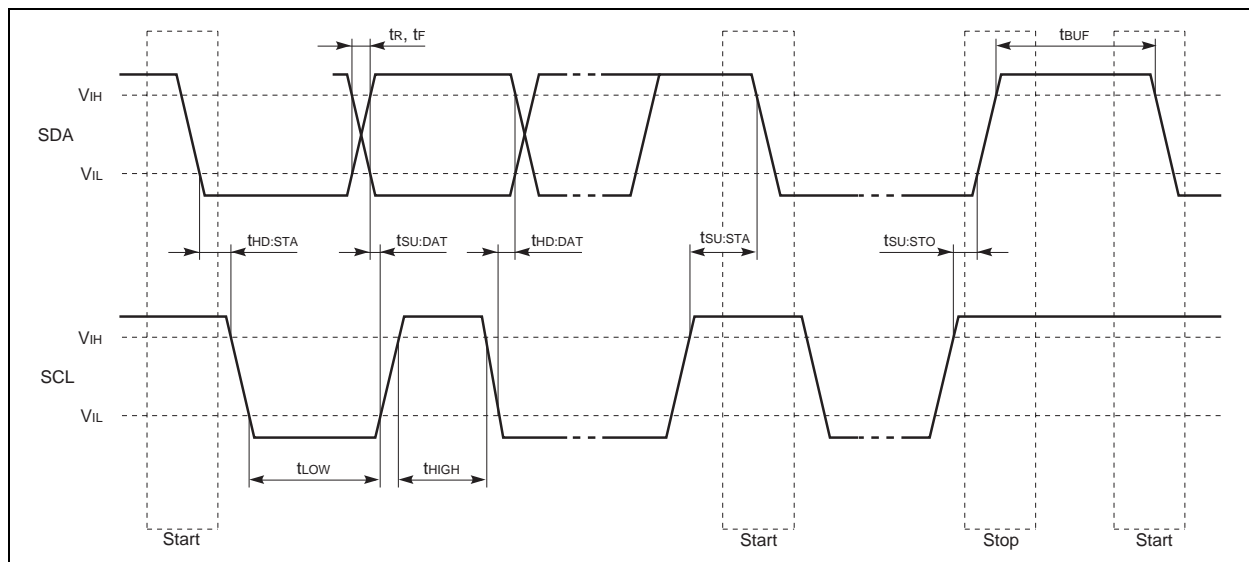 tR, tF
tBUF
VIH
SDA
VIL
tHD:STA
tSU:DAT
tHD:DAT
tSU:STA
tSU:STO
VIH
SCL
VIL
tLOW
tHIGH
Start
Start
Stop
Start